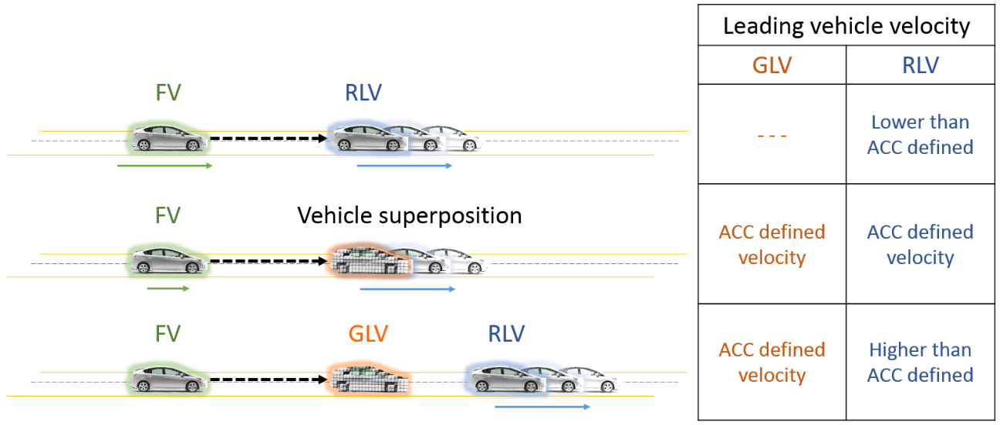 Leading vehicle velocity
GLV RLV
FV RLV
- - -
Lower than
ACC defined
FV Vehicle superposition
ACC defined
velocity
ACC defined
velocity
FV GLV RLV
ACC defined
velocity
Higher than
ACC defined